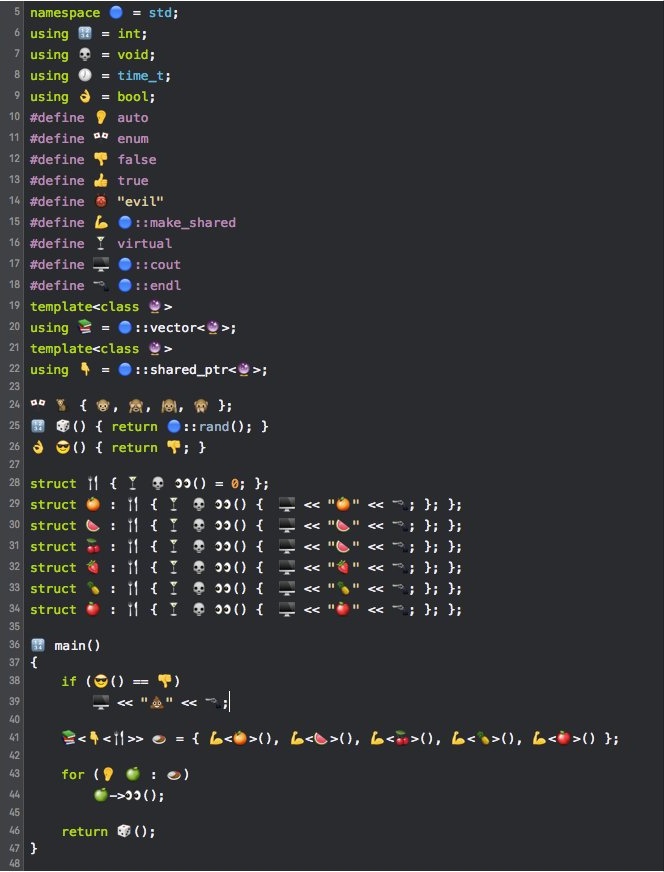 5 namespace 🔵 = std;
6 using 🔢 = int;
7 using 💀 = void;
8 using 🕖 = time_t;
9 using 👌 = bool;
10 #define 👂 auto
11 #define 🎴 enum
12 #define 👎 false
13 #define 👍 true
14 #define 👹 "evil"
15 #define 💪 🔵::make_shared
16 #define 🍸 virtual
17 #define 🖥 🔵::cout
18 #define 🔫 🔵::endl
19 template<class 🔮>
20 using 📚 = 🔵::vector<🔮>;
21 template<class 🔮>
22 using 👇 = 🔵::shared_ptr<🔮>;
23
24 🎴 🐒 { 🐵, 🙈, 🙉, 🙊 };
25 🔢 🎲() { return 🔵::rand(); }
26 👌 😎() { return 👎; }
27
28 struct 🍴 { 🍸 💀 👀() = 0; };
29 struct 🍊 : 🍴 { 🍸 💀 👀() { 🖥 << "🍊" << 🔫; }; };
30 struct 🍉 : 🍴 { 🍸 💀 👀() { 🖥 << "🍉" << 🔫; }; };
31 struct 🍒 : 🍴 { 🍸 💀 👀() { 🖥 << "🍉" << 🔫; }; };
32 struct 🍓 : 🍴 { 🍸 💀 👀() { 🖥 << "🍓" << 🔫; }; };
33 struct 🍍 : 🍴 { 🍸 💀 👀() { 🖥 << "🍍" << 🔫; }; };
34 struct 🍎 : 🍴 { 🍸 💀 👀() { 🖥 << "🍎" << 🔫; }; };
35
36 🔢 main()
37 {
38 if (😎() == 👎)
39 🖥 << "💩" << 🔫;
40
41 📚<👇<🍴>> 🍛 = { 💪<🍊>(), 💪<🍉>(), 💪<🍒>(), 💪<🍍>(), 💪<🍎>() };
42
43 for (👂 🍏 : 🍛)
44 🍏->👀();
45
46 return 🎲();
47 }
48